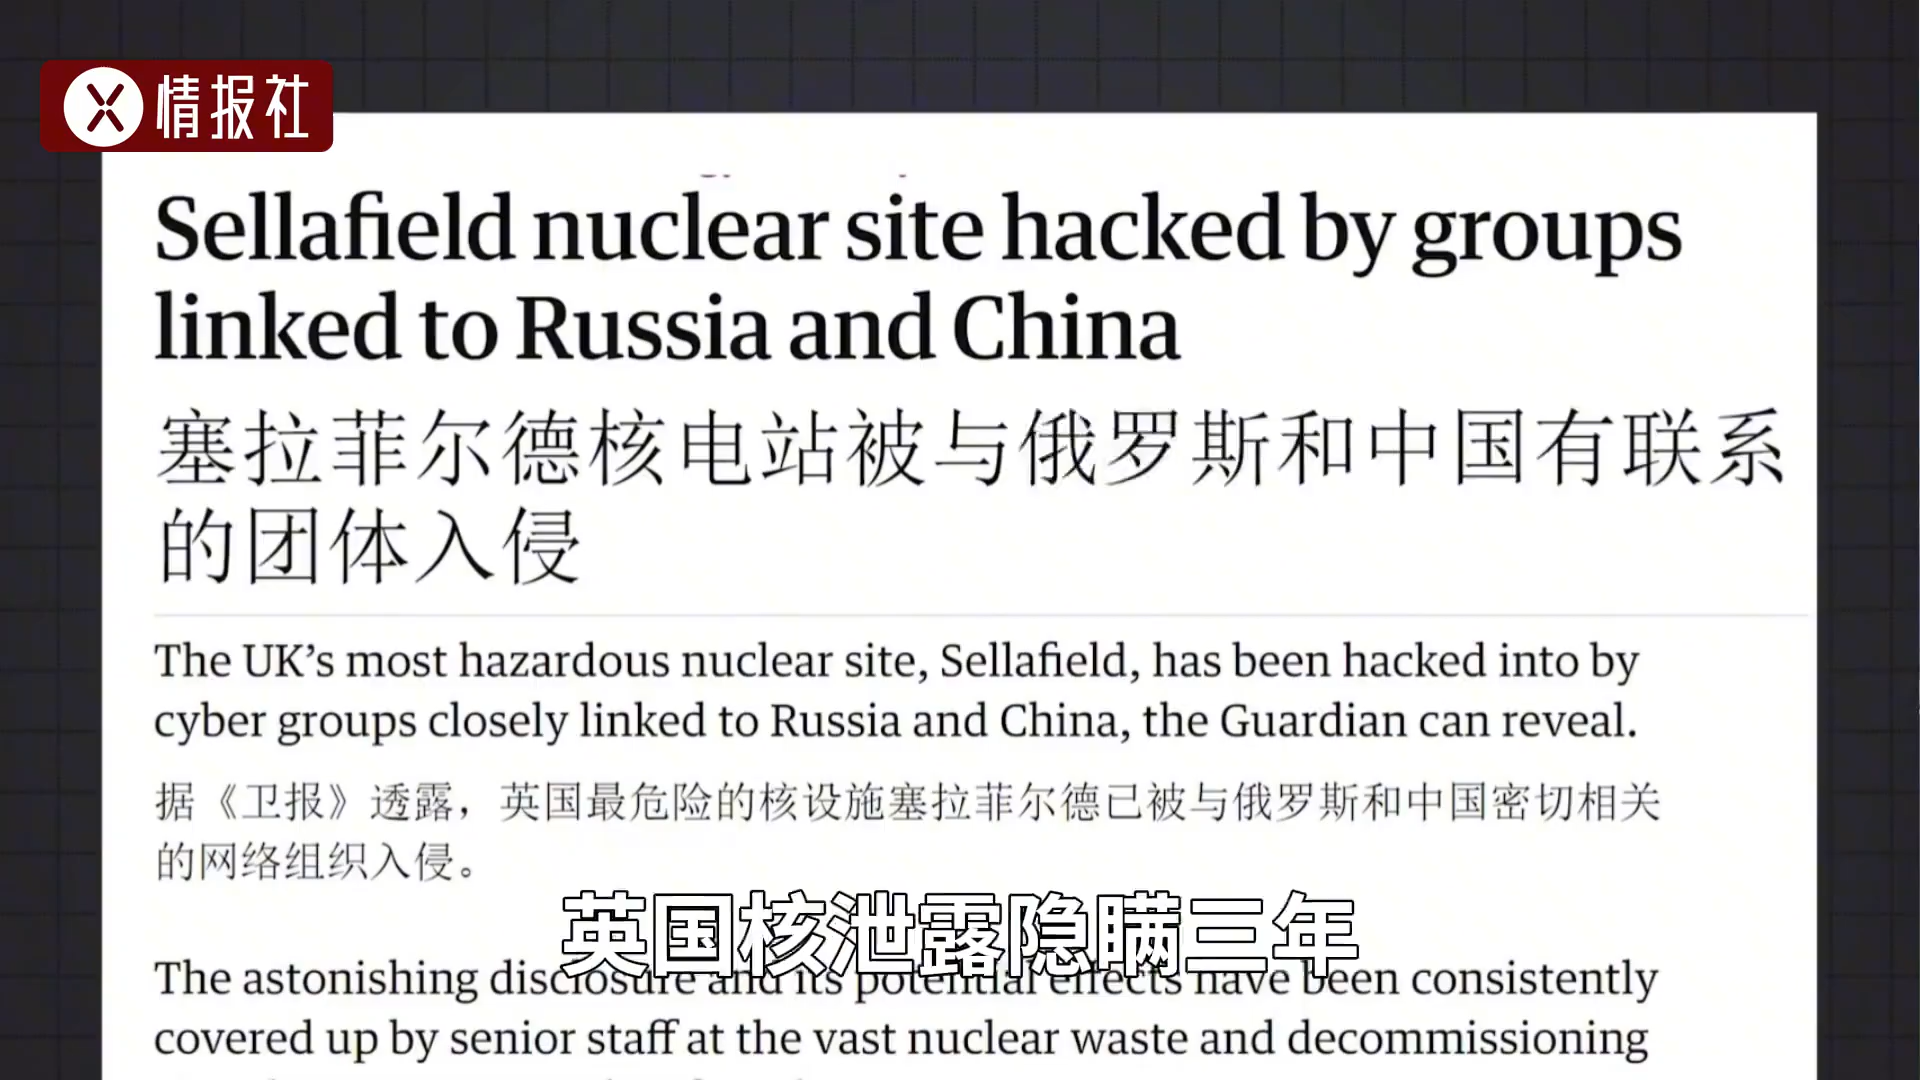 情报社
Sellafield nuclear site hacked by groups
linked to Russia and China
塞拉菲尔德核电站被与俄罗斯和中国有联系
的团体入侵
The UK’s most hazardous nuclear site, Sellafield, has been hacked into by
cyber groups closely linked to Russia and China, the Guardian can reveal.
据《卫报》透露，英国最危险的核设施塞拉菲尔德已被与俄罗斯和中国密切相关
的网络组织入侵。
英国核泄露隐瞒三年
The astonishing disclosure and its potential effects have been consistently
covered up by senior staff at the vast nuclear waste and decommissioning